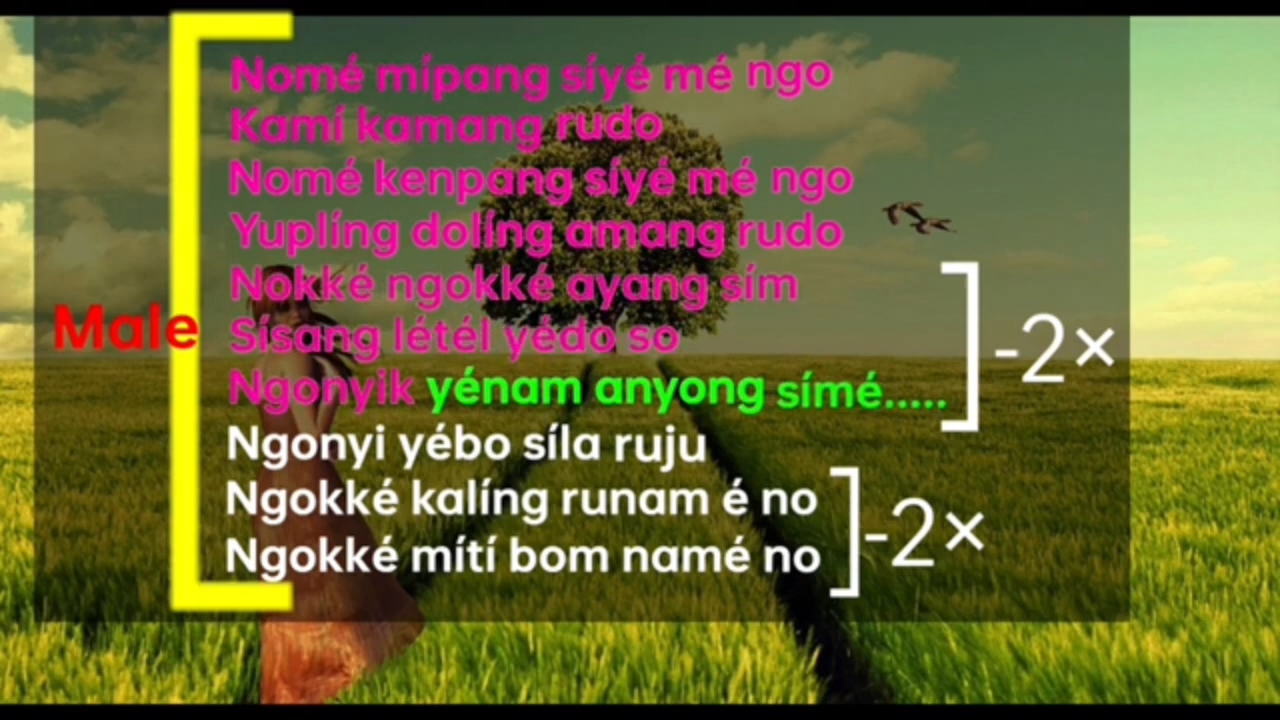 Nomé mípang síyé mé ngo
Kamí kamang rudo
Nomé kenpang síyé mé ngo
Yuplíng dolíng amang rudo
Nokké ngokké ayang sím
Male
Sísang létél yédo so
-2×
Ngonyik yénam anyong símé.....
Ngonyi yébo síla ruju
Ngokké kalíng runam é no
-2×
Ngokké mítí bom namé no